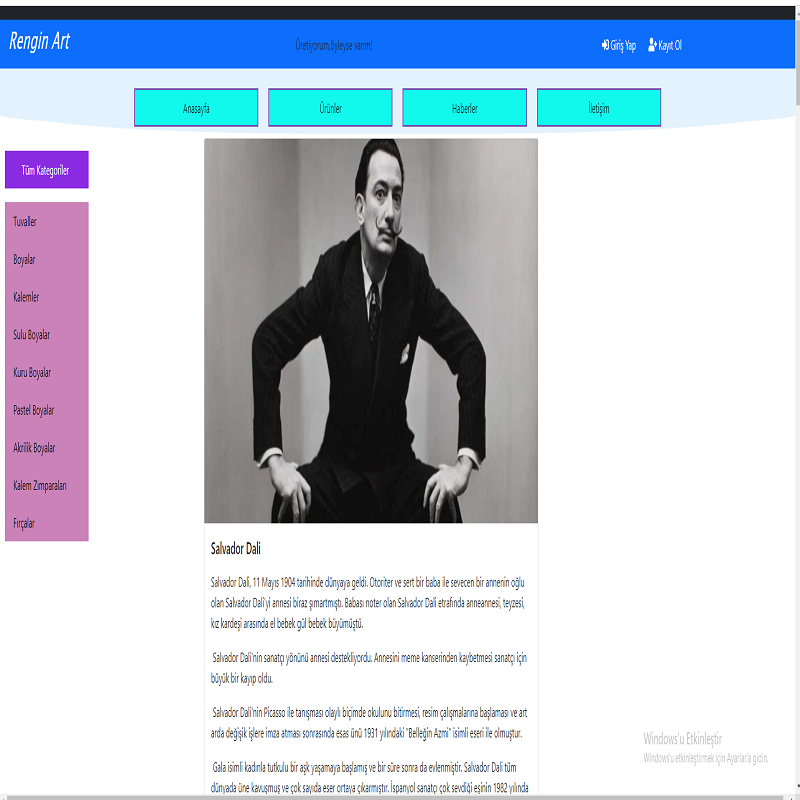 Rengin Art
Üretiyorum,öyleyse varım!
Giriş Yap
Kayıt Ol
Anasayfa
Ürünler
Haberler
İletişim
Tüm Kategoriler
Tuvaller
Boyalar
Kalemler
Sulu Boyalar
Kuru Boyalar
Pastel Boyalar
Akrilik Boyalar
Kalem Zımparaları
Fırçalar
Salvador Dali
Salvador Dali, 11 Mayıs 1904 tarihinde dünyaya geldi. Otoriter ve sert bir baba ile sevecen bir annenin oğlu
olan Salvador Dali'yi annesi biraz şımartmıştı. Babası noter olan Salvador Dali etrafında anneannesi, teyzesi,
kız kardeşi arasında el bebek gül bebek büyümüştü.
Salvador Dali'nin sanatçı yönünü annesi destekliyordu. Annesini meme kanserinden kaybetmesi sanatçı için
büyük bir kayıp oldu.
Salvador Dali'nin Picasso ile tanışması olaylı biçimde okulunu bitirmesi, resim çalışmalarına başlaması ve art
arda değişik işlere imza atması sonrasında esas ünü 1931 yılındaki "Belleğin Azmi" isimli eseri ile olmuştur.
Gala isimli kadınla tutkulu bir aşk yaşamaya başlamış ve bir süre sonra da evlenmiştir. Salvador Dali tüm
dünyada üne kavuşmuş ve çok sayıda eser ortaya çıkarmıştır. İspanyol sanatçı çok sevdiği eşinin 1982 yılında
Windows'u Etkinleştir
Windows'u etkinleştirmek için Ayarlar'a gidin.